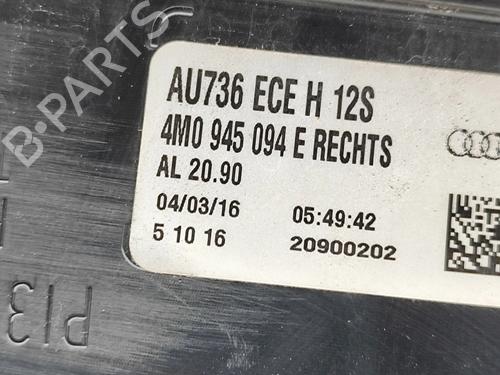 B-PARTS
AU736 ECE H 12S
4M0 945 094 E RECHTS
AL 20.90
04/03/16 05:49:42
5 10 16 20900202
PI3